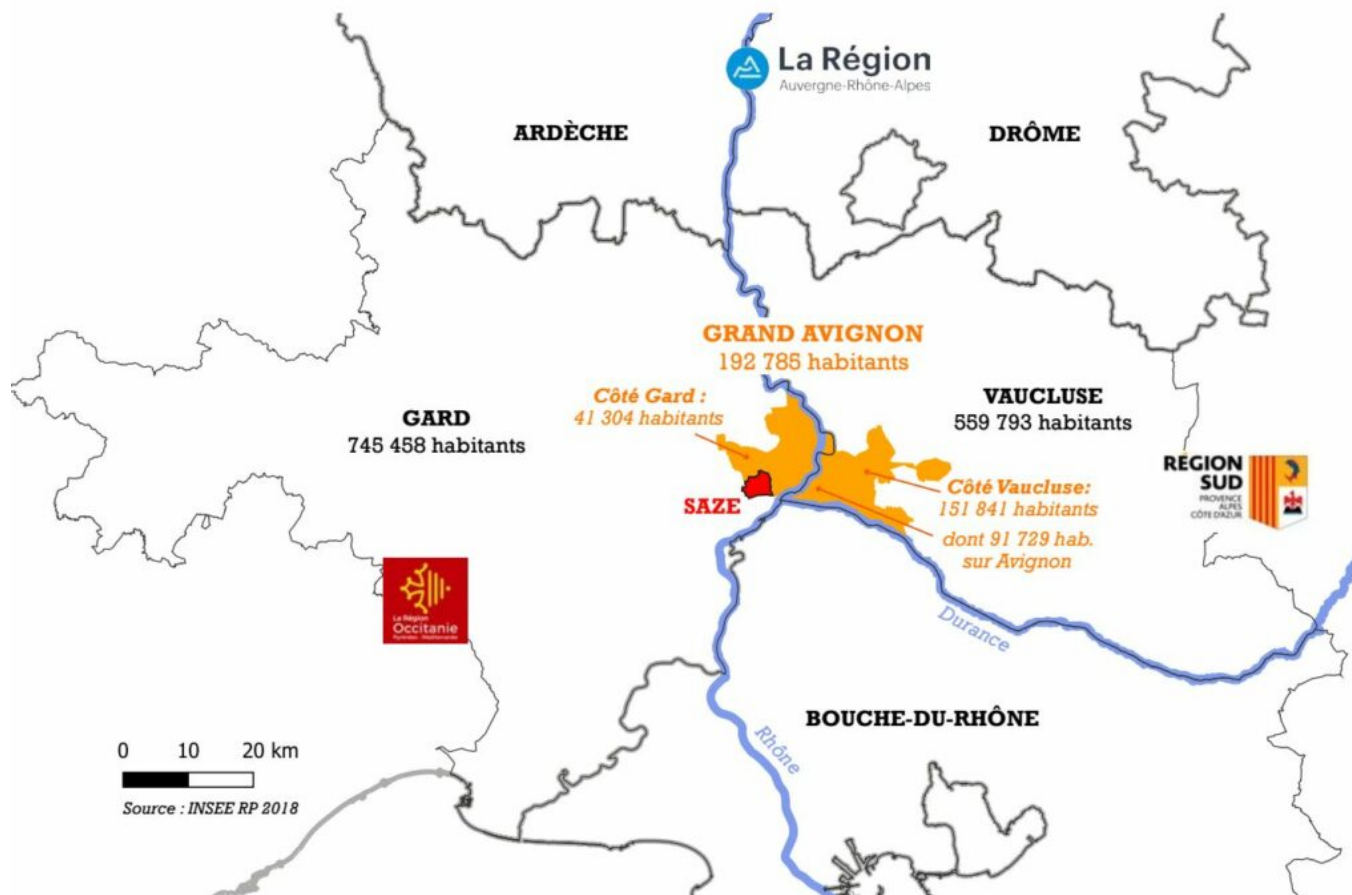 La Région
Auvergne-Rhône-Alpes
ARDÈCHE
DRÔME
GRAND AVIGNON
192 785 habitants
Côté Gard :
41 304 habitants
VAUCLUSE
559 793 habitants
GARD
745 458 habitants
SAZE
Côté Vaucluse:
151 841 habitants
dont 91 729 hab.
sur Avignon
RÉGION
SUD
PROVENCE
ALPES
CÔTE D'AZUR
La Région
Occitanie
Pyrénées - Méditerranée
Durance
BOUCHE-DU-RHÔNE
Rhône
0 10 20 km
Source : INSEE RP 2018